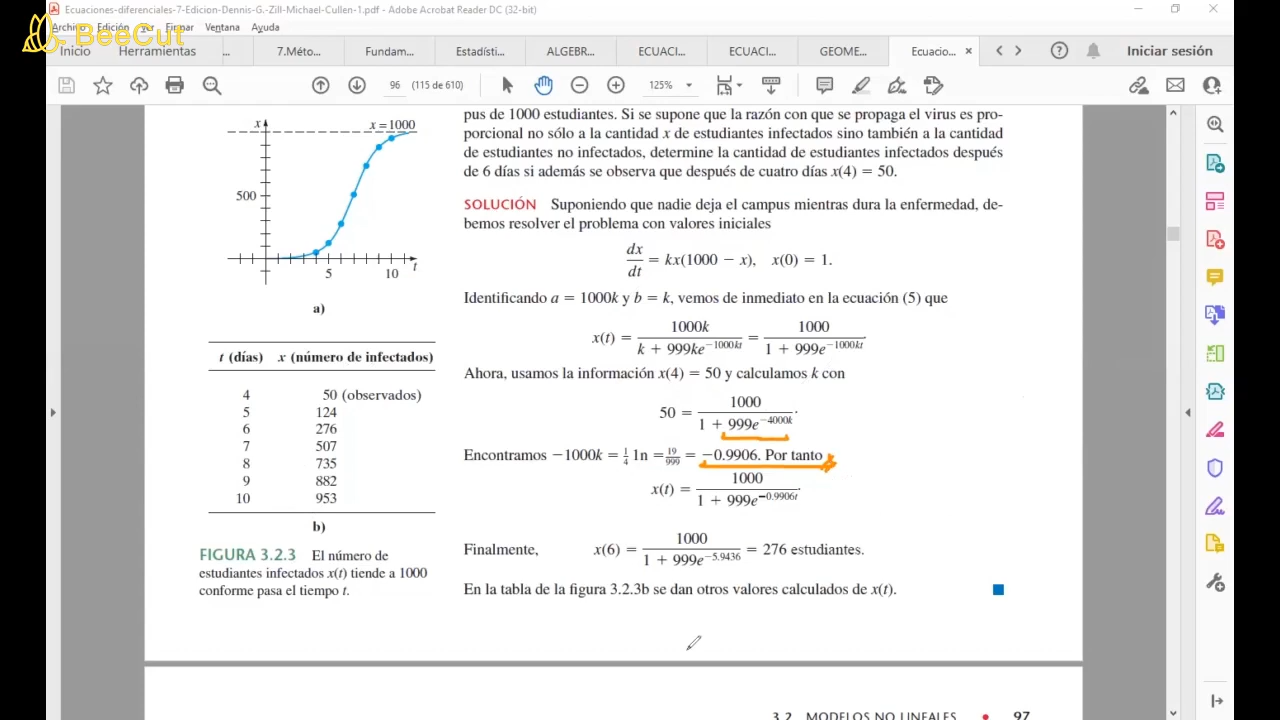 Ecuaciones-diferenciales-7-Edicion-Dennis-G.-Zill-Michael-Cullen-1.pdf - Adobe Acrobat Reader DC (32-bit)
Archivo Edición Ver Firmar Ventana Ayuda
BeeCut
Inicio Herramientas ... 7.Méto... Fundam... Estadísti... ALGEBR... ECUACI... ECUACI... GEOME... Ecuacio... × Iniciar sesión
96 (115 de 610) 125%
x x = 1000
500
5 10 t
a)
t (días) x (número de infectados)
4 50 (observados)
5 124
6 276
7 507
8 735
9 882
10 953
b)
FIGURA 3.2.3 El número de
estudiantes infectados x(t) tiende a 1000
conforme pasa el tiempo t.
pus de 1000 estudiantes. Si se supone que la razón con que se propaga el virus es pro-
porcional no sólo a la cantidad x de estudiantes infectados sino también a la cantidad
de estudiantes no infectados, determine la cantidad de estudiantes infectados después
de 6 días si además se observa que después de cuatro días x(4) = 50.
SOLUCIÓN Suponiendo que nadie deja el campus mientras dura la enfermedad, de-
bemos resolver el problema con valores iniciales
dx/dt = kx(1000 − x), x(0) = 1.
Identificando a = 1000k y b = k, vemos de inmediato en la ecuación (5) que
x(t) = 1000k/(k + 999ke^−1000kt) = 1000/(1 + 999e^−1000kt)
Ahora, usamos la información x(4) = 50 y calculamos k con
50 = 1000/(1 + 999e^−4000k).
Encontramos −1000k = 1/4 ln = 19/999 = −0.9906. Por tanto
x(t) = 1000/(1 + 999e^−0.9906t).
Finalmente, x(6) = 1000/(1 + 999e^−5.9436) = 276 estudiantes.
En la tabla de la figura 3.2.3b se dan otros valores calculados de x(t).
3.2 MODELOS NO LINEALES ● 97